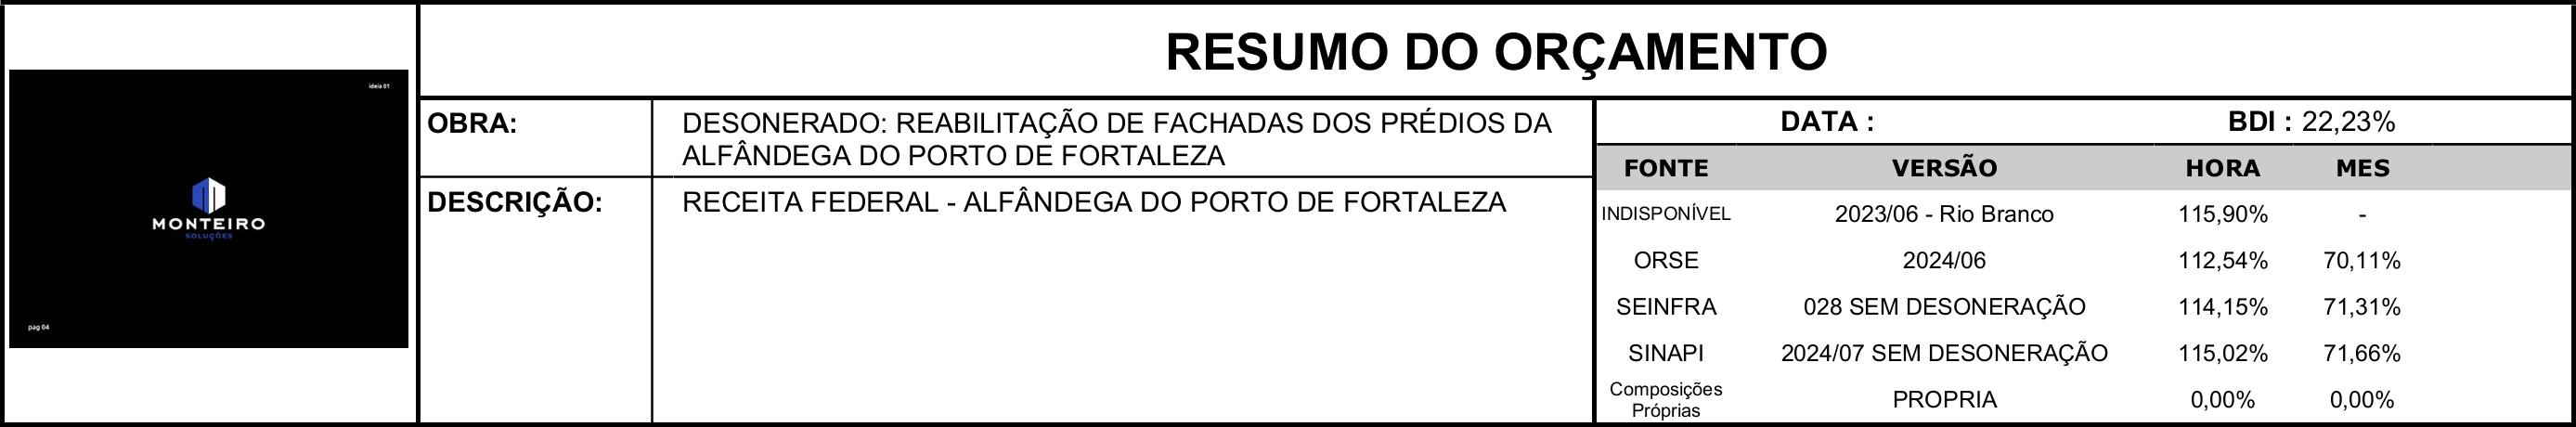 RESUMO DO ORÇAMENTO
ideia 01
MONTEIRO
SOLUÇÕES
pag 04
OBRA:
DESONERADO: REABILITAÇÃO DE FACHADAS DOS PRÉDIOS DA
ALFÂNDEGA DO PORTO DE FORTALEZA
DESCRIÇÃO:
RECEITA FEDERAL - ALFÂNDEGA DO PORTO DE FORTALEZA
DATA : BDI : 22,23%
FONTE VERSÃO HORA MES
INDISPONÍVEL 2023/06 - Rio Branco 115,90% -
ORSE 2024/06 112,54% 70,11%
SEINFRA 028 SEM DESONERAÇÃO 114,15% 71,31%
SINAPI 2024/07 SEM DESONERAÇÃO 115,02% 71,66%
Composições
Próprias PROPRIA 0,00% 0,00%